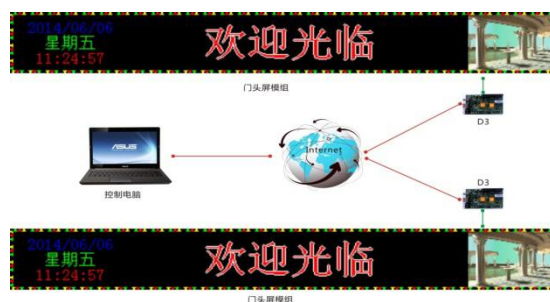 2014/06/06
星期五
11:24:57
欢迎光临
门头屏模组
D3
ASUS
Internet
控制电脑
D3
2014/06/06
星期五
11:24:57
欢迎光临
门头屏模组